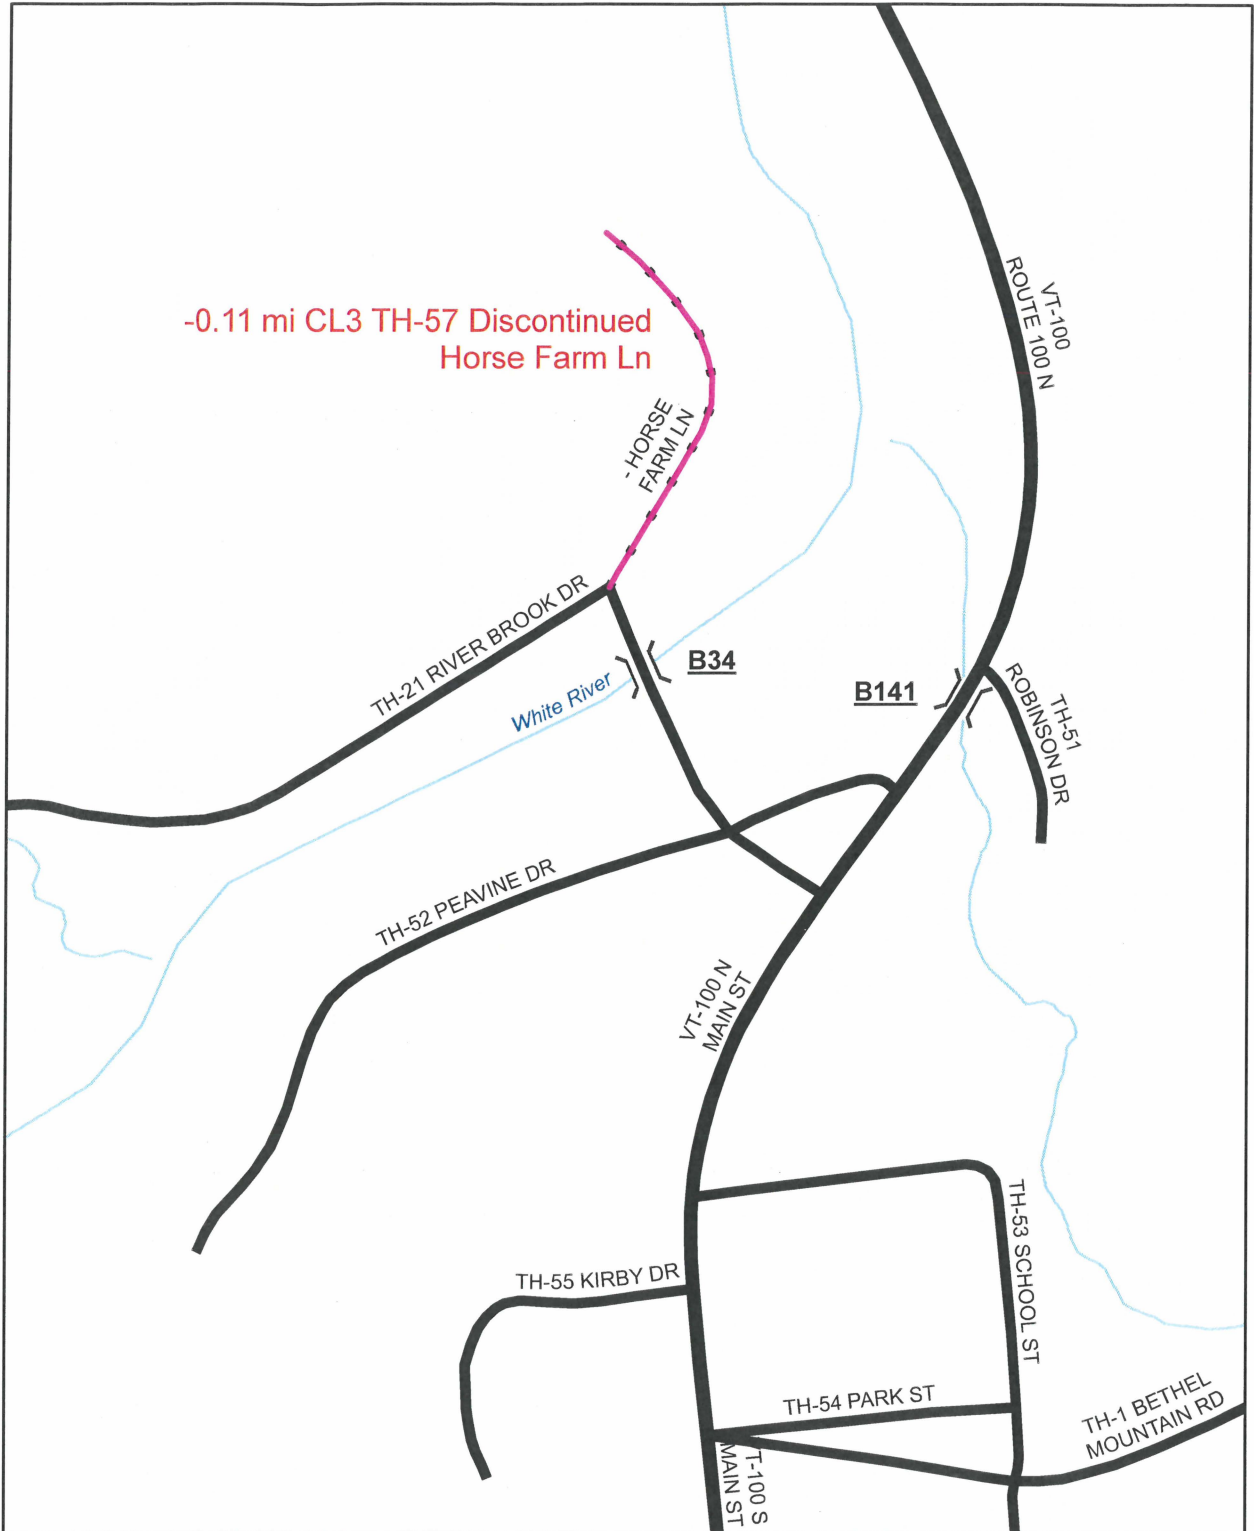 VT-100
ROUTE 100 N
-0.11 mi CL3 TH-57 Discontinued
Horse Farm Ln
- HORSE
FARM LN
TH-21 RIVER BROOK DR
B34
White River
B141
TH-51
ROBINSON DR
TH-52 PEAVINE DR
VT-100 N
MAIN ST
TH-53 SCHOOL ST
TH-55 KIRBY DR
TH-54 PARK ST
TH-1 BETHEL
MOUNTAIN RD
T-100 S
MAIN ST